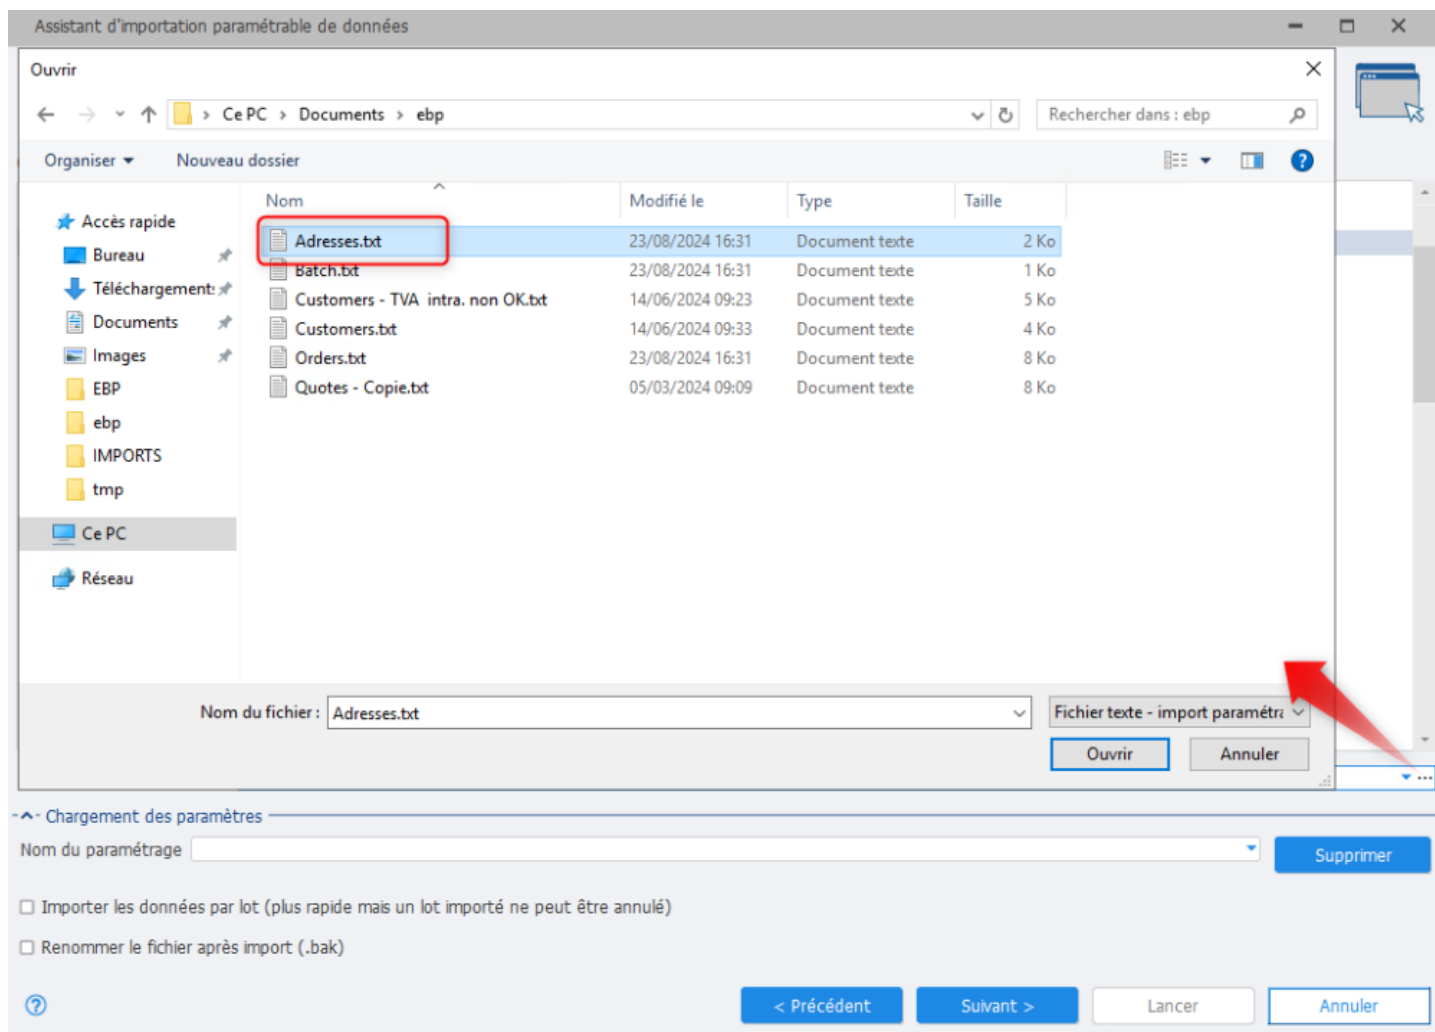 Assistant d'importation paramétrable de données
Ouvrir
Ce PC > Documents > ebp
Rechercher dans : ebp
Organiser
Nouveau dossier
Nom
Modifié le
Type
Taille
Accès rapide
Bureau
Téléchargement:
Documents
Images
EBP
ebp
IMPORTS
tmp
Ce PC
Réseau
Adresses.txt 23/08/2024 16:31 Document texte 2 Ko
Batch.txt 23/08/2024 16:31 Document texte 1 Ko
Customers - TVA intra. non OK.txt 14/06/2024 09:23 Document texte 5 Ko
Customers.txt 14/06/2024 09:33 Document texte 4 Ko
Orders.txt 23/08/2024 16:31 Document texte 8 Ko
Quotes - Copie.txt 05/03/2024 09:09 Document texte 8 Ko
Nom du fichier : Adresses.txt
Fichier texte - import paramétra
Ouvrir
Annuler
Chargement des paramètres
Nom du paramétrage
Supprimer
Importer les données par lot (plus rapide mais un lot importé ne peut être annulé)
Renommer le fichier après import (.bak)
< Précédent
Suivant >
Lancer
Annuler